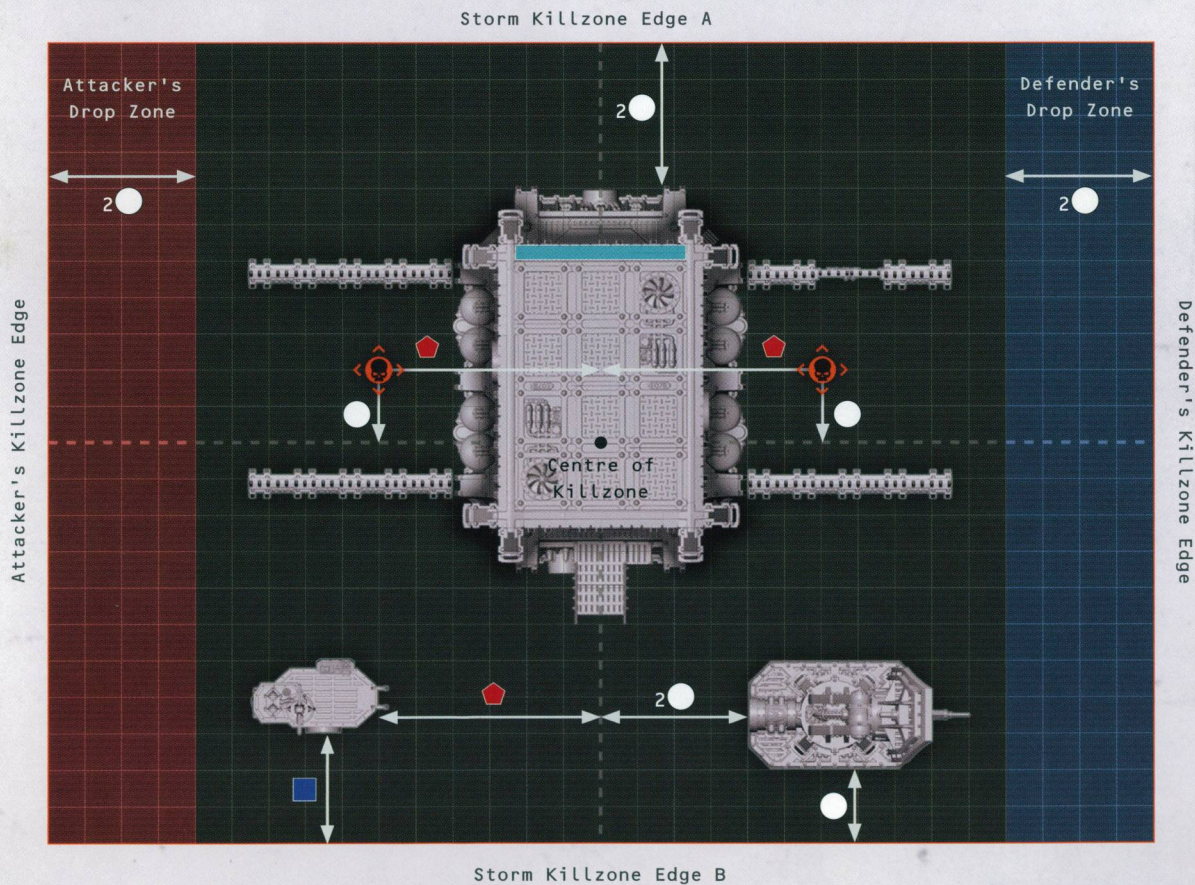 Storm Killzone Edge A
Attacker's
Drop Zone
2
2
Defender's
Drop Zone
2
Attacker's Killzone Edge
Defender's Killzone Edge
Centre of
Killzone
2
Storm Killzone Edge B